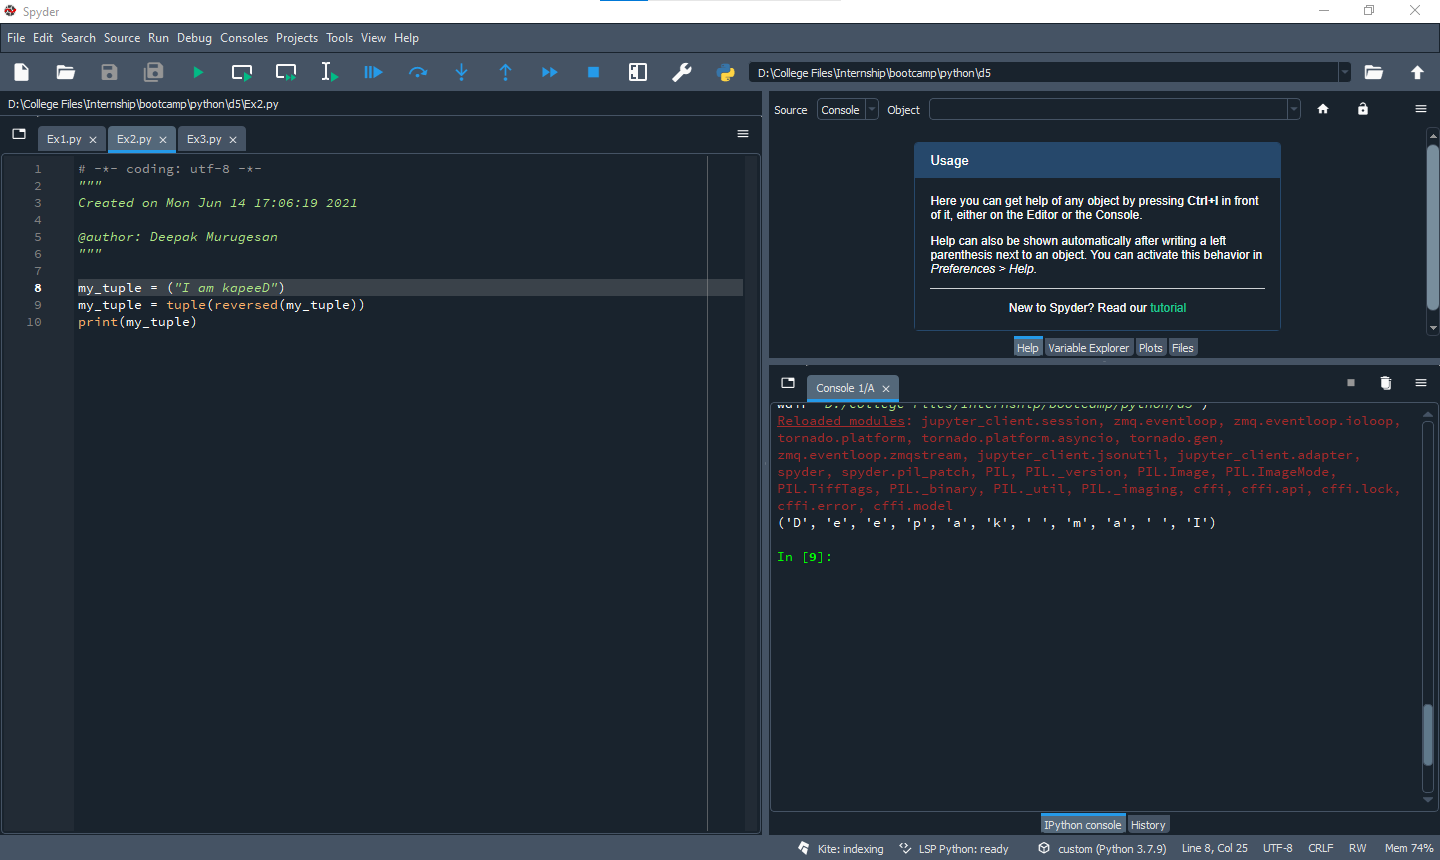 Spyder
File Edit Search Source Run Debug Consoles Projects Tools View Help
D:\College Files\Internship\bootcamp\python\d5
D:\College Files\Internship\bootcamp\python\d5\Ex2.py
Ex1.py Ex2.py Ex3.py
1 # -*- coding: utf-8 -*-
2 """
3 Created on Mon Jun 14 17:06:19 2021
4
5 @author: Deepak Murugesan
6 """
7
8 my_tuple = ("I am kapeeD")
9 my_tuple = tuple(reversed(my_tuple))
10 print(my_tuple)
Source Console Object
Usage
Here you can get help of any object by pressing Ctrl+I in front
of it, either on the Editor or the Console.
Help can also be shown automatically after writing a left
parenthesis next to an object. You can activate this behavior in
Preferences > Help.
New to Spyder? Read our tutorial
Help Variable Explorer Plots Files
Console 1/A
Reloaded modules: jupyter_client.session, zmq.eventloop, zmq.eventloop.ioloop,
tornado.platform, tornado.platform.asyncio, tornado.gen,
zmq.eventloop.zmqstream, jupyter_client.jsonutil, jupyter_client.adapter,
spyder, spyder.pil_patch, PIL, PIL._version, PIL.Image, PIL.ImageMode,
PIL.TiffTags, PIL._binary, PIL._util, PIL._imaging, cffi, cffi.api, cffi.lock,
cffi.error, cffi.model
('D', 'e', 'e', 'p', 'a', 'k', ' ', 'm', 'a', ' ', 'I')
In [9]:
IPython console History
Kite: indexing LSP Python: ready custom (Python 3.7.9) Line 8, Col 25 UTF-8 CRLF RW Mem 74%